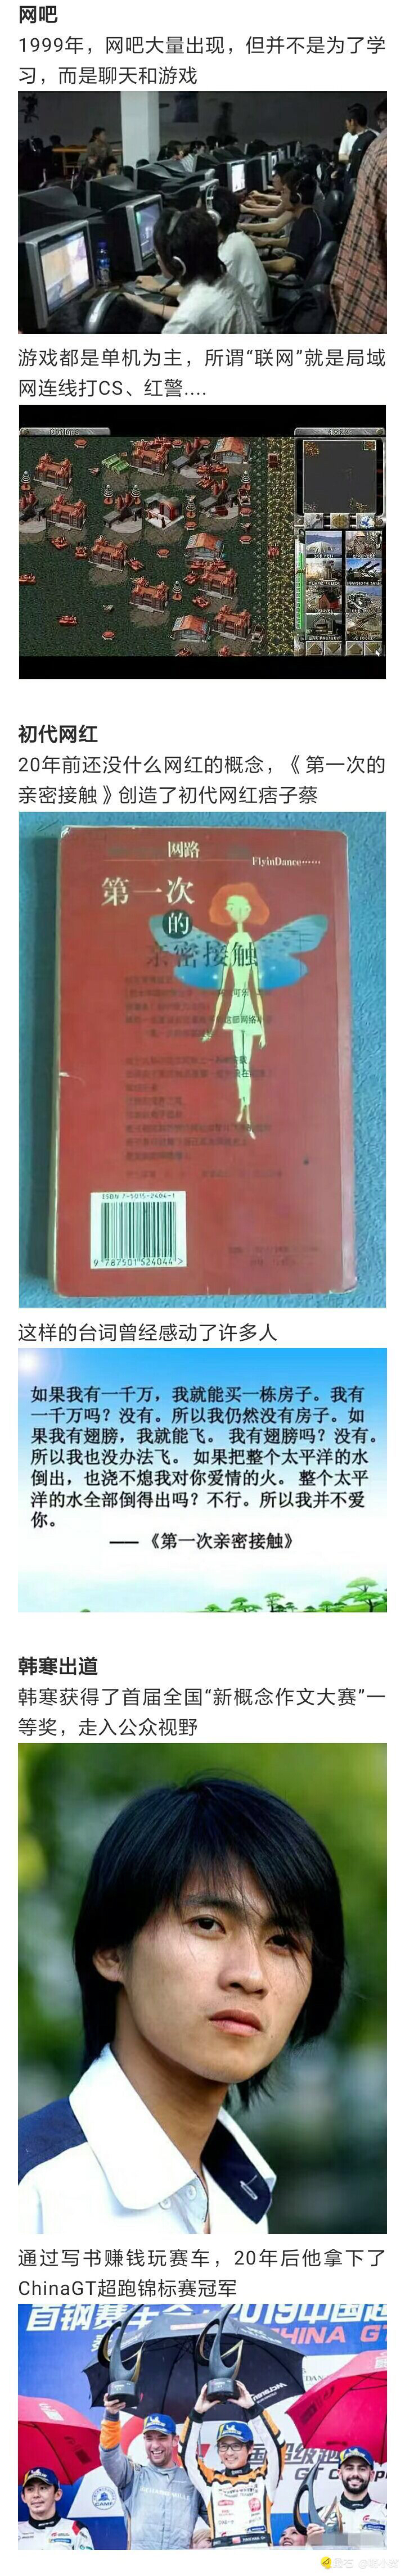 网吧
1999年，网吧大量出现，但并不是为了学
习，而是聊天和游戏
游戏都是单机为主，所谓“联网”就是局域
网连线打CS、红警....
Options
初代网红
20年前还没什么网红的概念，《第一次的
亲密接触》创造了初代网红痞子蔡
网路
FlyinDance······
第一次
的
亲密接触
ISBN 7-5015-2404-1
9 787501 524044 >
这样的台词曾经感动了许多人
如果我有一千万，我就能买一栋房子。我有
一千万吗？没有。所以我仍然没有房子。如
果我有翅膀，我就能飞。我有翅膀吗？没有。
所以我也没办法飞。如果把整个太平洋的水
倒出，也浇不熄我对你爱情的火。整个太平
洋的水全部倒得出吗？不行。所以我并不爱
你。
——《第一次亲密接触》
韩寒出道
韩寒获得了首届全国“新概念作文大赛”一
等奖，走入公众视野
通过写书赚钱玩赛车，20年后他拿下了
ChinaGT超跑锦标赛冠军
首钢赛车会
2019中国超
CHINA GT